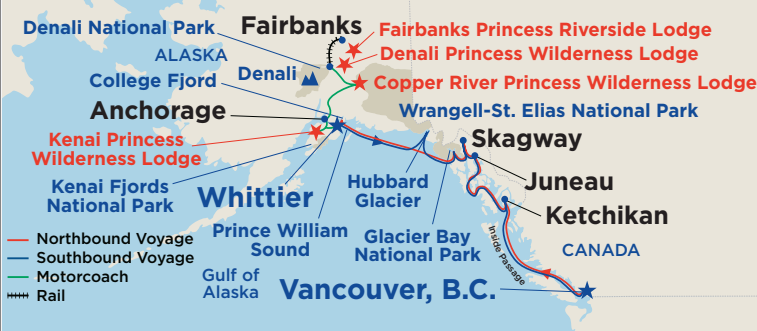 Denali National Park
Fairbanks
Fairbanks Princess Riverside Lodge
ALASKA
Denali Princess Wilderness Lodge
College Fjord
Denali
Copper River Princess Wilderness Lodge
Anchorage
Wrangell-St. Elias National Park
Kenai Princess
Wilderness Lodge
Skagway
Kenai Fjords
National Park
Whittier
Hubbard
Glacier
Juneau
Ketchikan
Prince William
Sound
Glacier Bay
National Park
Inside Passage
CANADA
Northbound Voyage
Southbound Voyage
Motorcoach
Rail
Gulf of
Alaska
Vancouver, B.C.